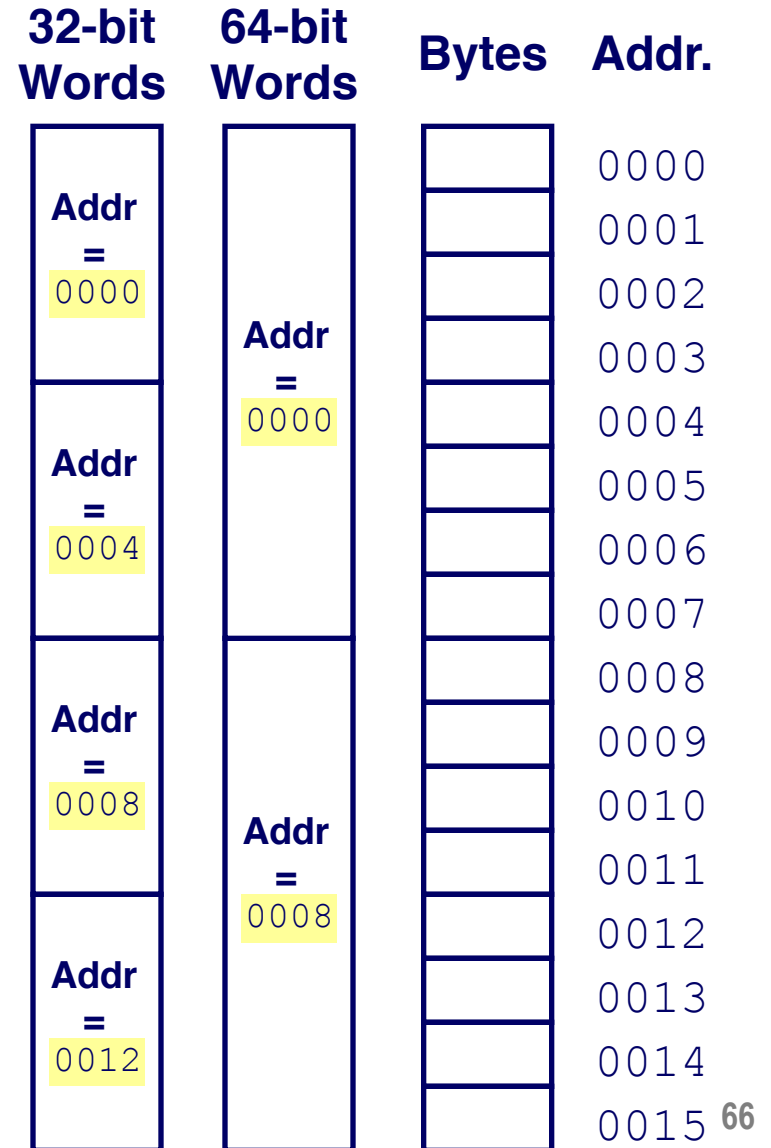 32-bit Words
64-bit Words
Bytes
Addr.
Addr
=
0000
Addr
=
0004
Addr
=
0008
Addr
=
0012
Addr
=
0000
Addr
=
0008
0000
0001
0002
0003
0004
0005
0006
0007
0008
0009
0010
0011
0012
0013
0014
0015
66